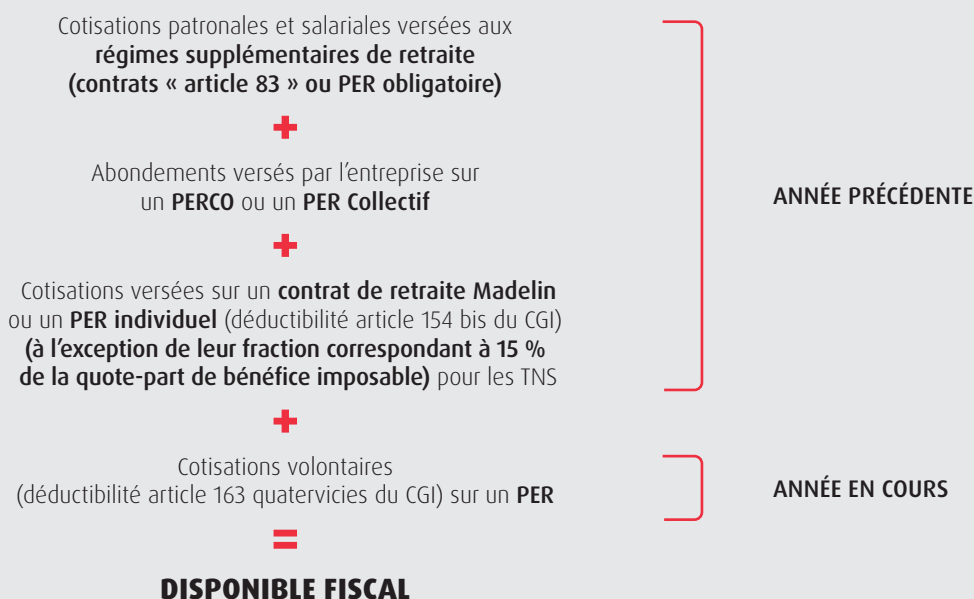 Cotisations patronales et salariales versées aux
régimes supplémentaires de retraite
(contrats « article 83 » ou PER obligatoire)
+
Abondements versés par l’entreprise sur
un PERCO ou un PER Collectif
+
Cotisations versées sur un contrat de retraite Madelin
ou un PER individuel (déductibilité article 154 bis du CGI)
(à l’exception de leur fraction correspondant à 15 %
de la quote-part de bénéfice imposable) pour les TNS
ANNÉE PRÉCÉDENTE
+
Cotisations volontaires
(déductibilité article 163 quatervicies du CGI) sur un PER
ANNÉE EN COURS
=
DISPONIBLE FISCAL